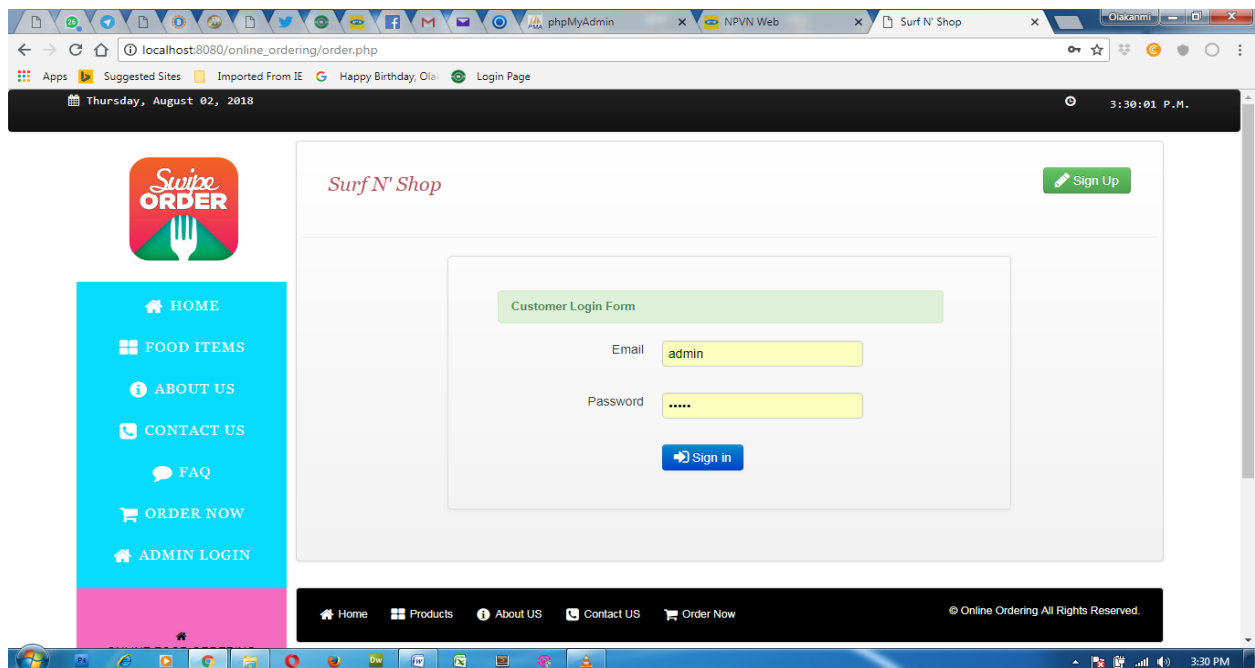 26
phpMyAdmin
NPVN Web
Surf N' Shop
Olakanmi
localhost:8080/online_ordering/order.php
Apps
Suggested Sites
Imported From IE
Happy Birthday, Ola
Login Page
Thursday, August 02, 2018
3:30:01 P.M.
Swipe
ORDER
Surf N' Shop
Sign Up
HOME
FOOD ITEMS
ABOUT US
CONTACT US
FAQ
ORDER NOW
ADMIN LOGIN
Customer Login Form
Email
admin
Password
•••••
Sign in
Home
Products
About US
Contact US
Order Now
© Online Ordering All Rights Reserved.
3:30 PM